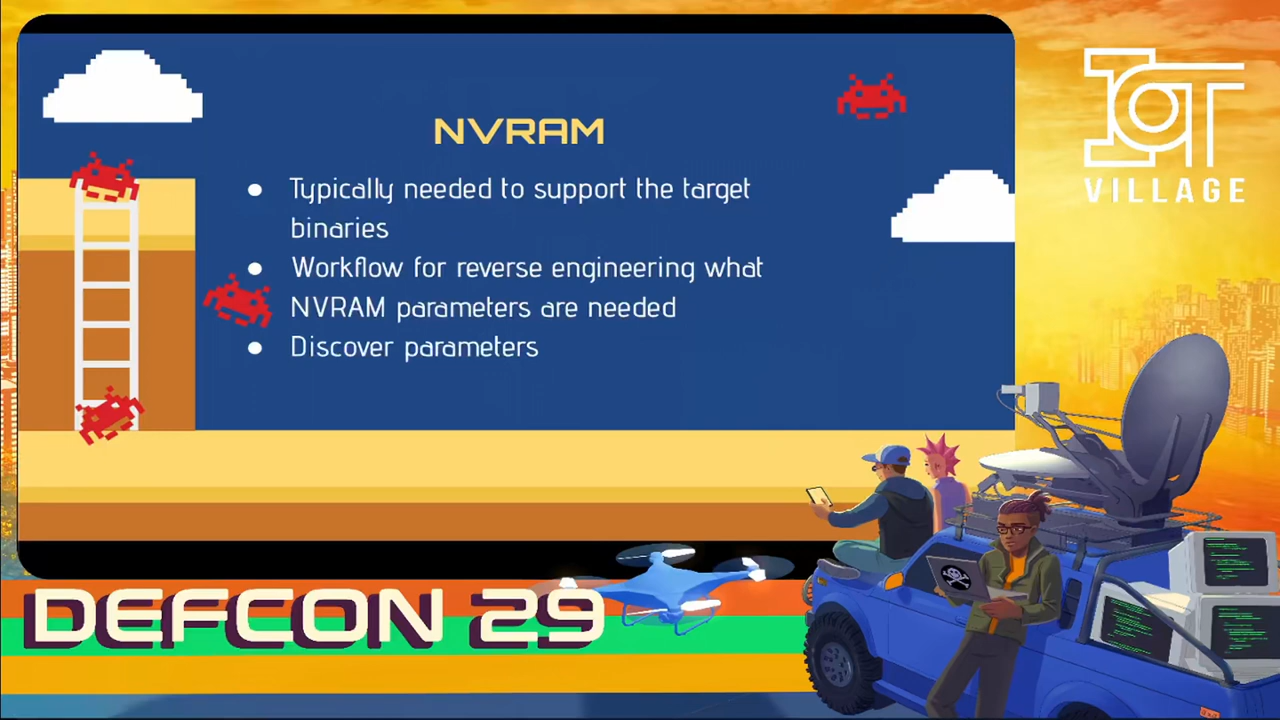 NVRAM
● Typically needed to support the target
binaries
● Workflow for reverse engineering what
NVRAM parameters are needed
● Discover parameters
IOT
VILLAGE
DEFCON 29